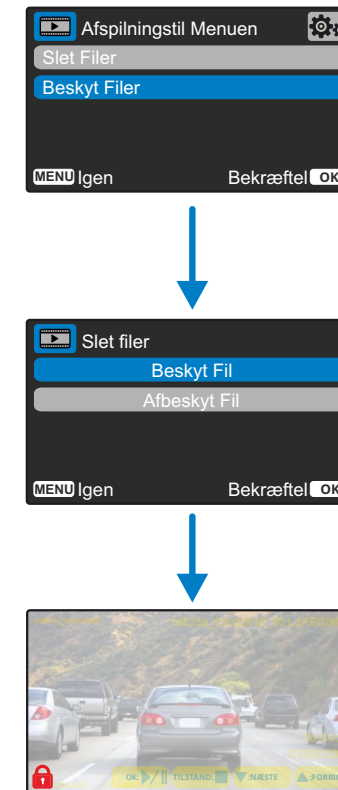 Afspilningstil Menuen
Slet Filer
Beskyt Filer
MENU Igen Bekræftel OK
Slet filer
Beskyt Fil
Afbeskyt Fil
MENU Igen Bekræftel OK
OK: TILSTAND: :NÆSTE